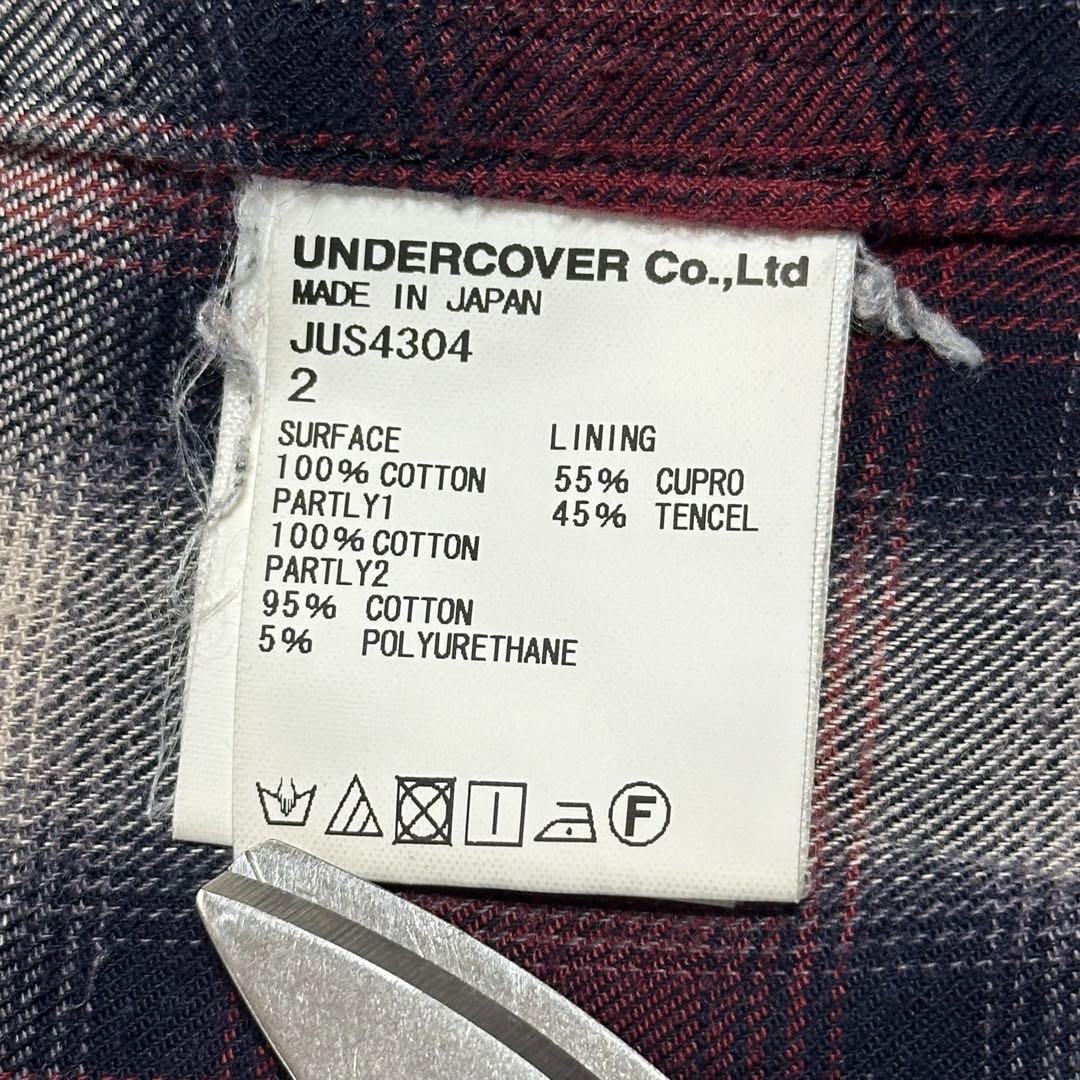 UNDERCOVER Co.,Ltd
MADE IN JAPAN
JUS4304
2
SURFACE
100% COTTON
PARTLY1
100% COTTON
PARTLY2
95% COTTON
5% POLYURETHANE
LINING
55% CUPRO
45% TENCEL
F